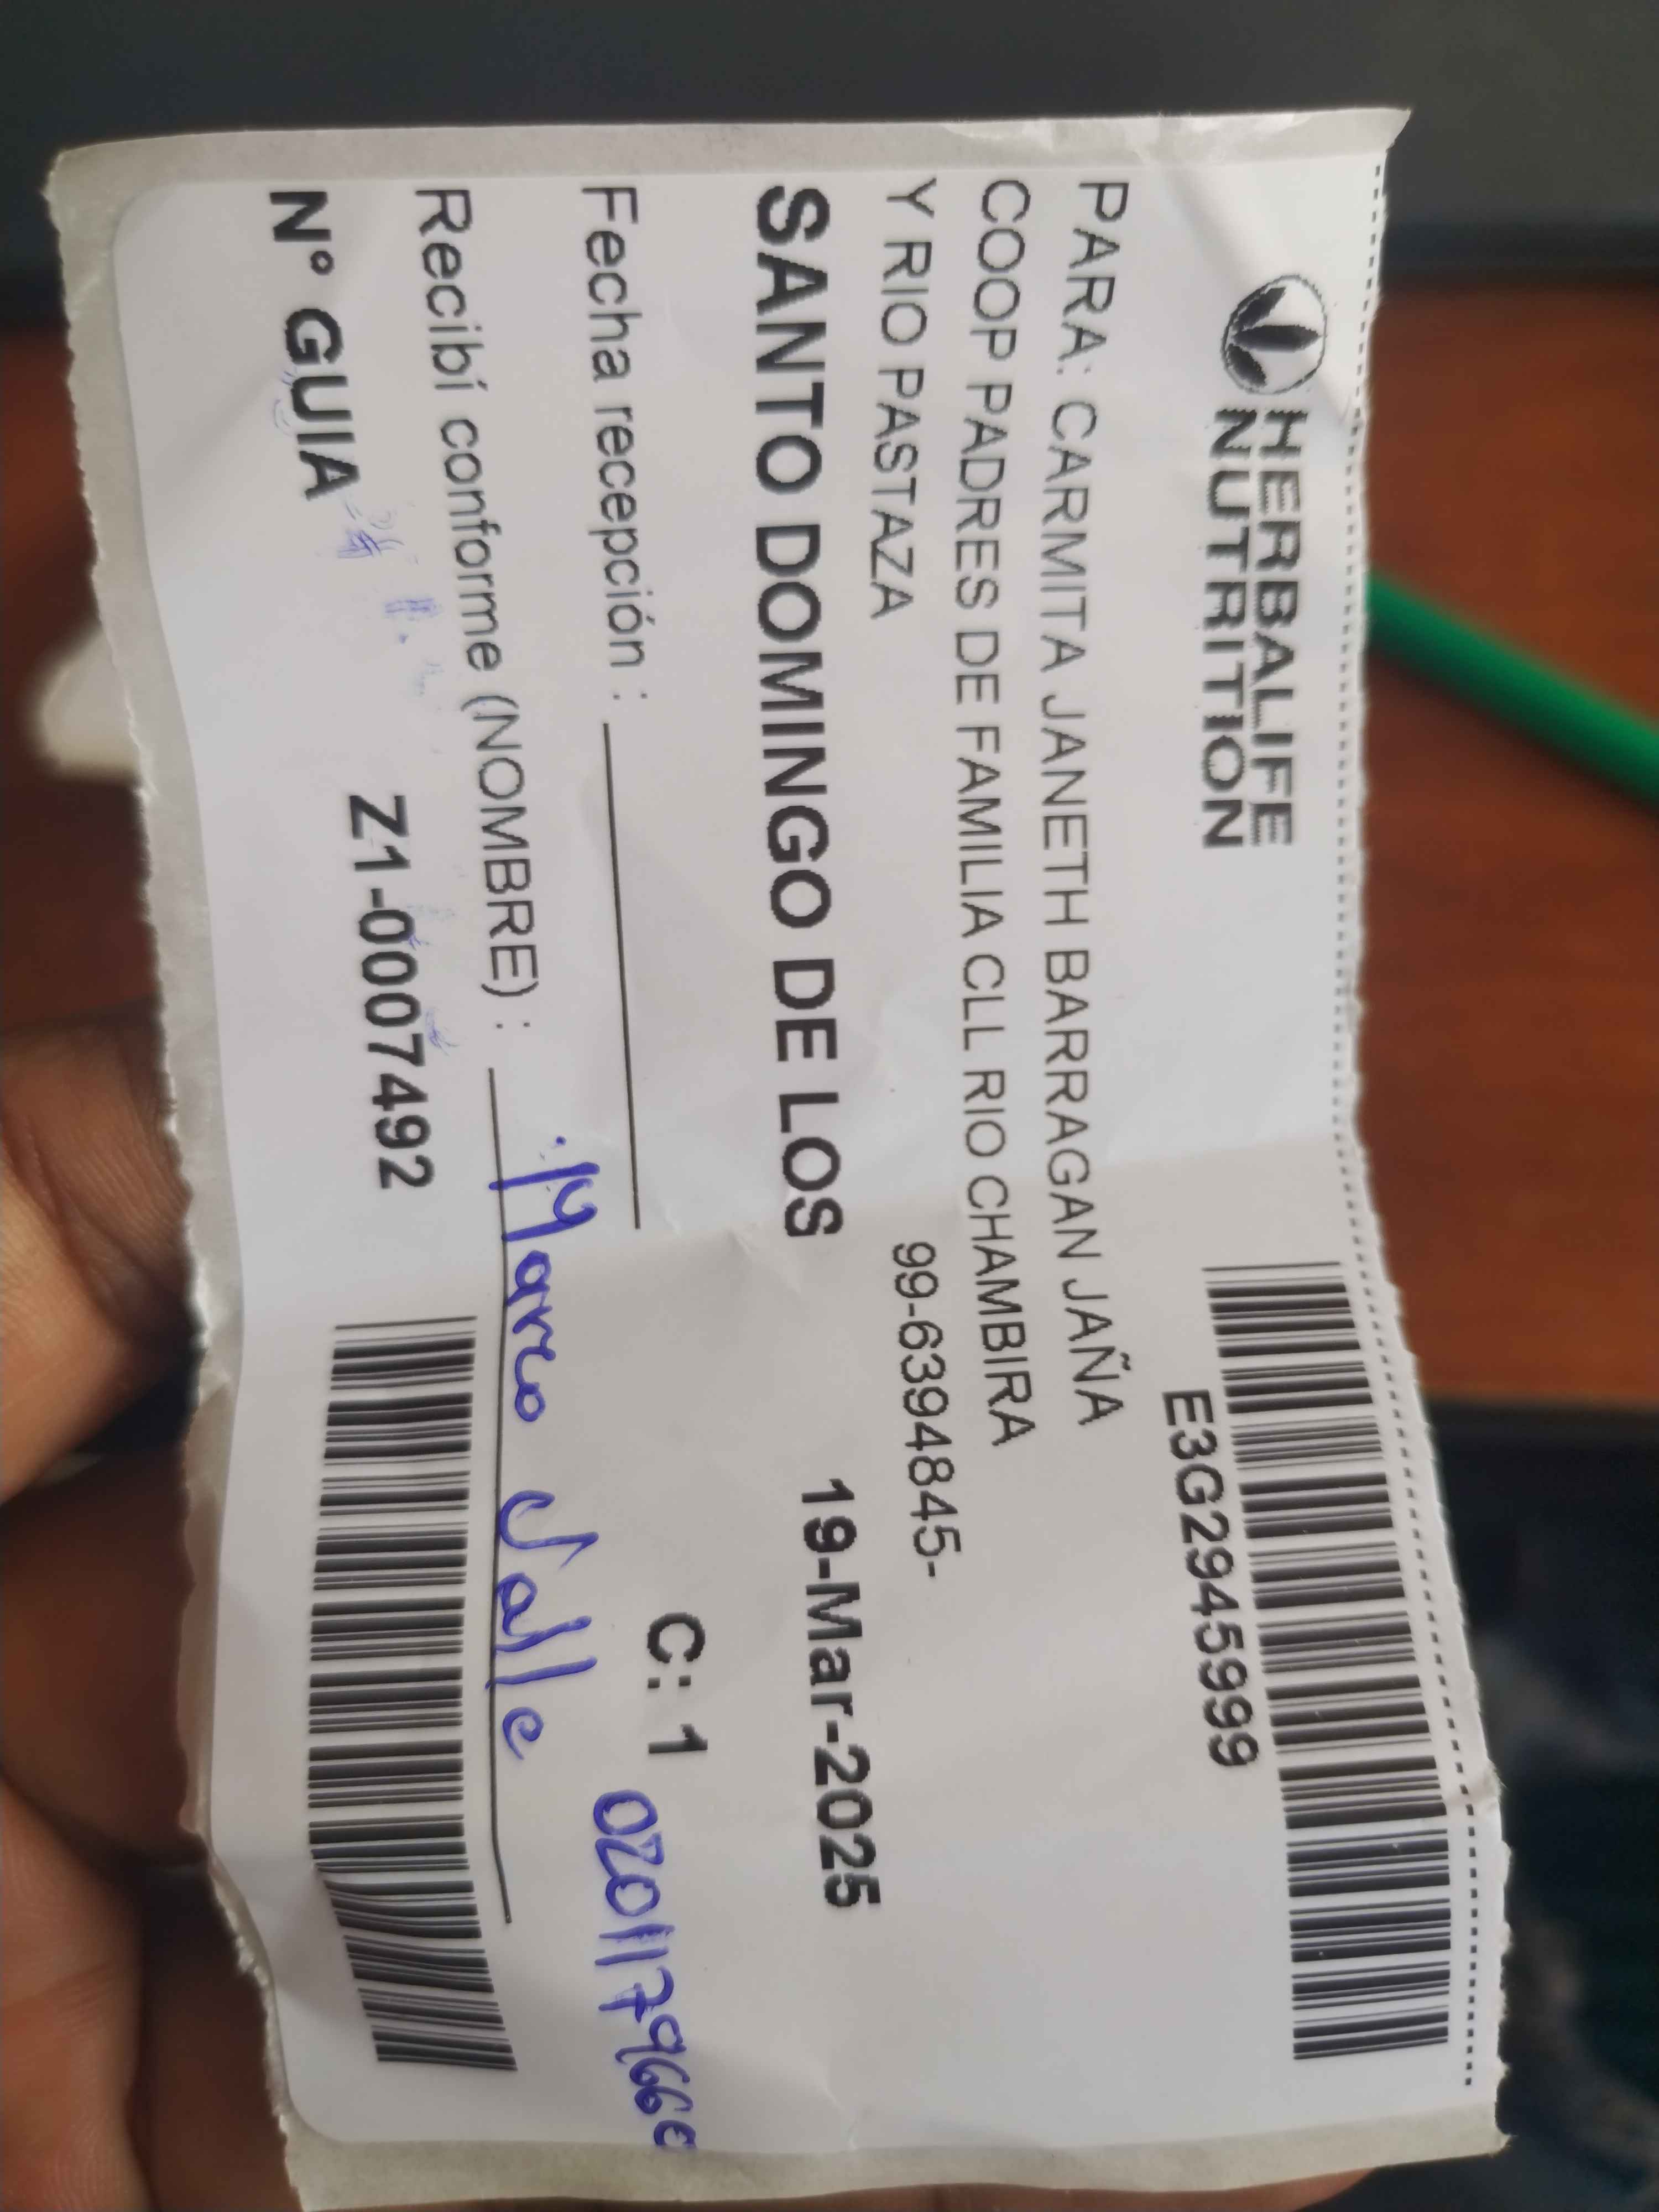 HERBALIFE
NUTRITION
E3G2945999
PARA: CARMITA JANETH BARRAGAN JAÑA
COOP PADRES DE FAMILIA CLL RIO CHAMBIRA
Y RIO PASTAZA
99-6394845-
SANTO DOMINGO DE LOS
19-Mar-2025
Fecha recepción :
C: 1
Recibí conforme (NOMBRE) : Marco Valle
N° GUIA
Z1-0007492